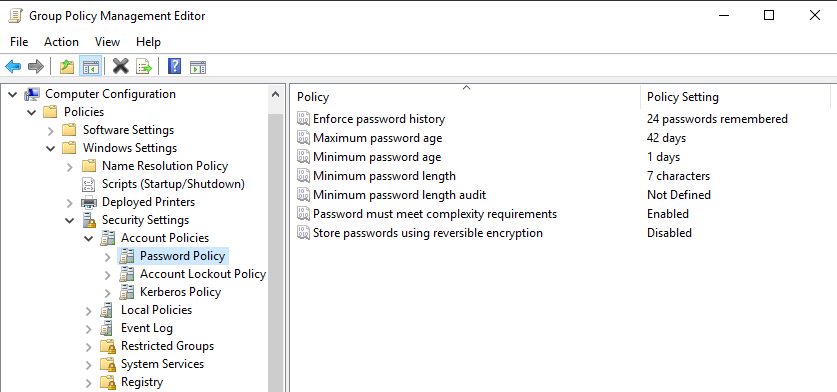 Group Policy Management Editor
File Action View Help
Computer Configuration
Policies
Software Settings
Windows Settings
Name Resolution Policy
Scripts (Startup/Shutdown)
Deployed Printers
Security Settings
Account Policies
Password Policy
Account Lockout Policy
Kerberos Policy
Local Policies
Event Log
Restricted Groups
System Services
Registry
Policy Policy Setting
Enforce password history 24 passwords remembered
Maximum password age 42 days
Minimum password age 1 days
Minimum password length 7 characters
Minimum password length audit Not Defined
Password must meet complexity requirements Enabled
Store passwords using reversible encryption Disabled